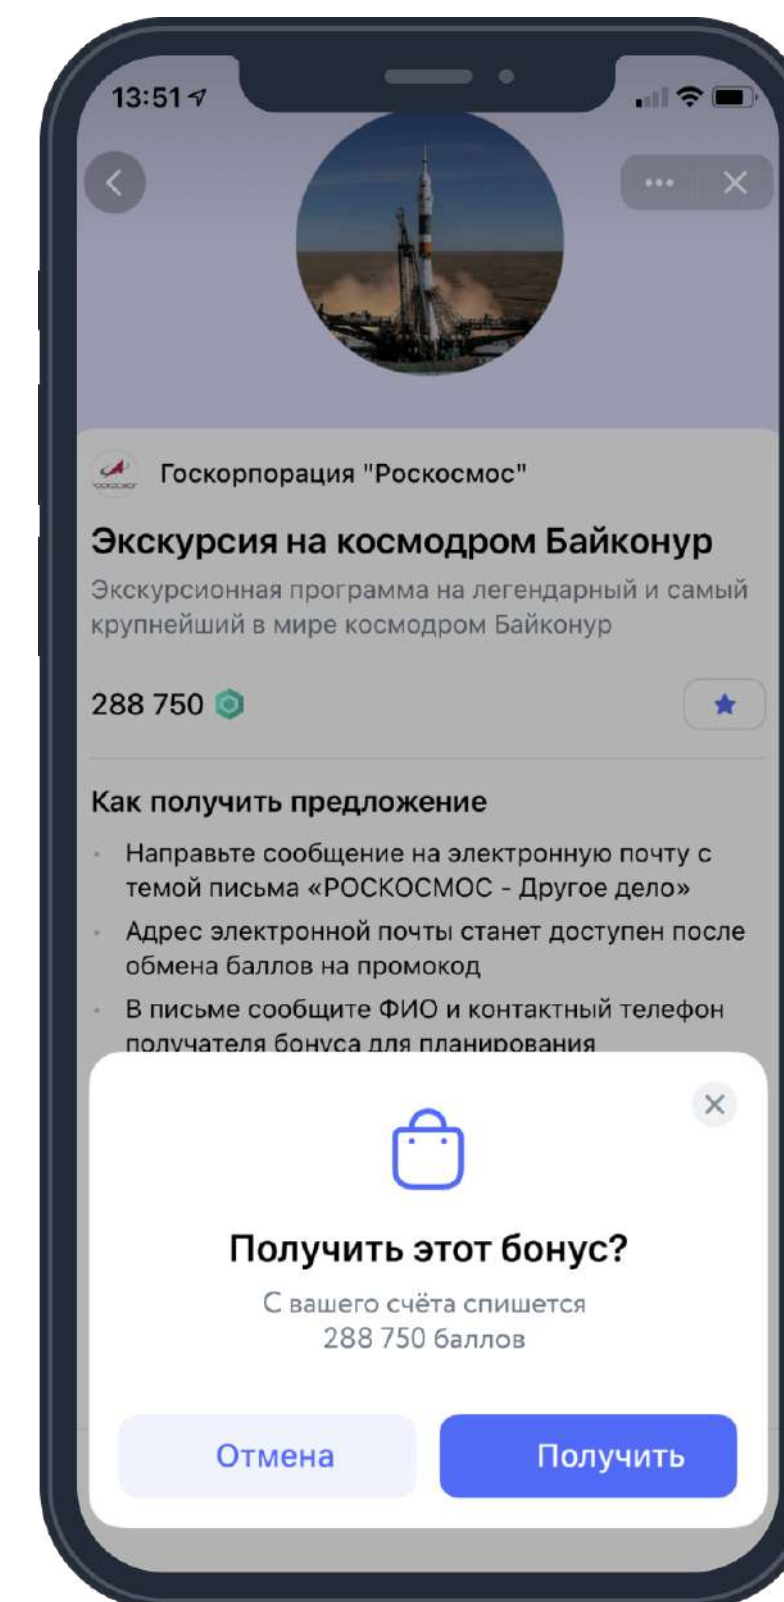 13:51
Госкорпорация "Роскосмос"
Экскурсия на космодром Байконур
Экскурсионная программа на легендарный и самый
крупнейший в мире космодром Байконур
288 750
Как получить предложение
Направьте сообщение на электронную почту с
темой письма «РОСКОСМОС - Другое дело»
Адрес электронной почты станет доступен после
обмена баллов на промокод
В письме сообщите ФИО и контактный телефон
получателя бонуса для планирования
Получить этот бонус?
С вашего счёта спишется
288 750 баллов
Отмена
Получить